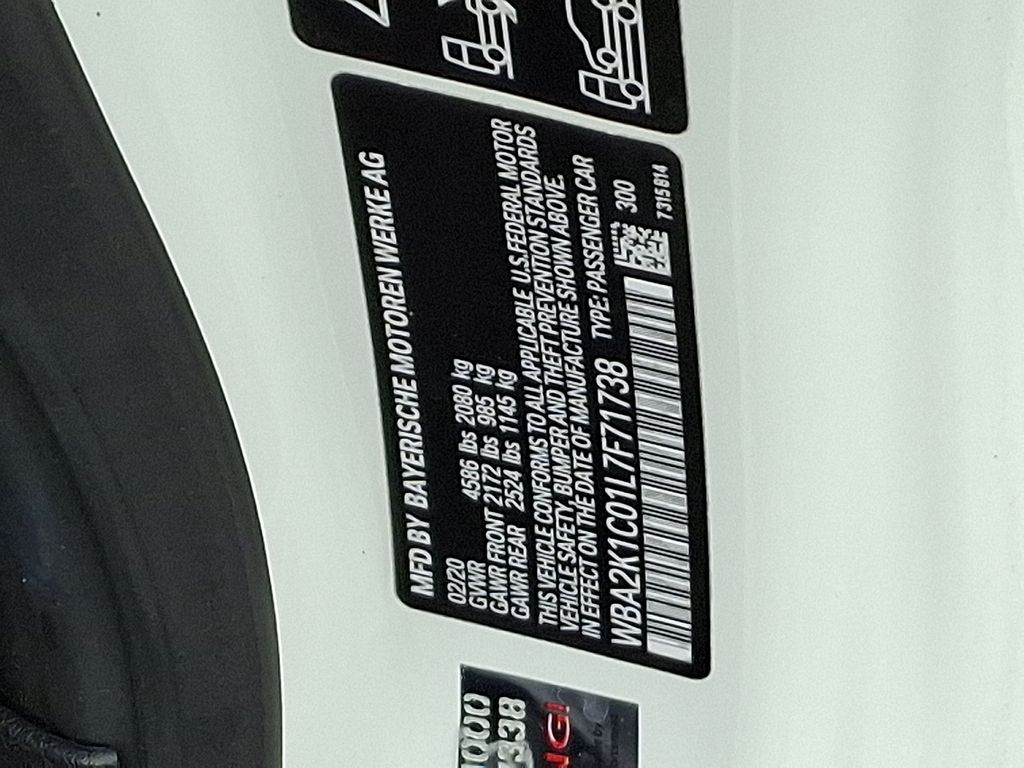 MFD BY BAYERISCHE MOTOREN WERKE AG
02/20
GVWR 4586 lbs 2080 kg
GAWR FRONT 2172 lbs 985 kg
GAWR REAR 2524 lbs 1145 kg
THIS VEHICLE CONFORMS TO ALL APPLICABLE U.S.FEDERAL MOTOR
VEHICLE SAFETY, BUMPER AND THEFT PREVENTION STANDARDS
IN EFFECT ON THE DATE OF MANUFACTURE SHOWN ABOVE.
WBA2K1C01L7F71738 TYPE: PASSENGER CAR
300
7315814